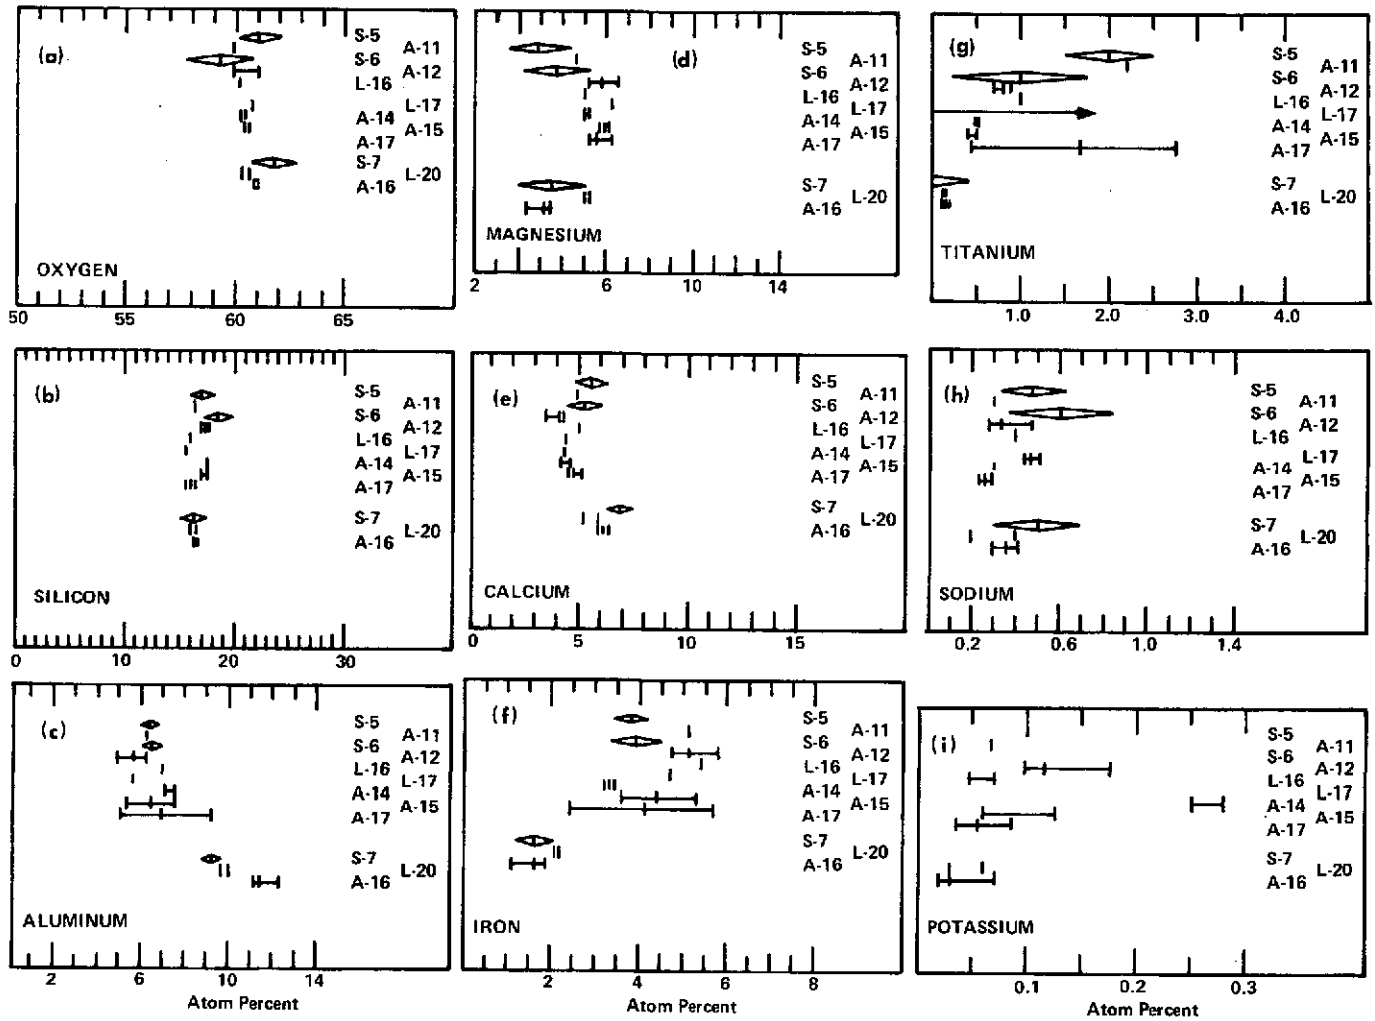 (a)
S-5
A-11
S-6
A-12
L-16
L-17
A-14
A-15
A-17
S-7
L-20
A-16
OXYGEN
50 55 60 65
(b)
S-5
A-11
S-6
A-12
L-16
L-17
A-14
A-15
A-17
S-7
L-20
A-16
SILICON
0 10 20 30
(c)
S-5
A-11
S-6
A-12
L-16
L-17
A-14
A-15
A-17
S-7
L-20
A-16
ALUMINUM
2 6 10 14
Atom Percent
(d)
S-5
A-11
S-6
A-12
L-16
L-17
A-14
A-15
A-17
S-7
L-20
A-16
MAGNESIUM
2 6 10 14
(e)
S-5
A-11
S-6
A-12
L-16
L-17
A-14
A-15
A-17
S-7
L-20
A-16
CALCIUM
0 5 10 15
(f)
S-5
A-11
S-6
A-12
L-16
L-17
A-14
A-15
A-17
S-7
L-20
A-16
IRON
2 4 6 8
Atom Percent
(g)
S-5
A-11
S-6
A-12
L-16
L-17
A-14
A-15
A-17
S-7
L-20
A-16
TITANIUM
1.0 2.0 3.0 4.0
(h)
S-5
A-11
S-6
A-12
L-16
L-17
A-14
A-15
A-17
S-7
L-20
A-16
SODIUM
0.2 0.6 1.0 1.4
(i)
S-5
A-11
S-6
A-12
L-16
L-17
A-14
A-15
A-17
S-7
L-20
A-16
POTASSIUM
0.1 0.2 0.3
Atom Percent